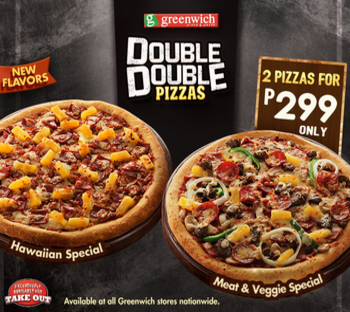 greenwich
DOUBLE
DOUBLE
PIZZAS
NEW
FLAVORS
2 PIZZAS FOR
₱299
ONLY
Hawaiian Special
Meat & Veggie Special
TAKE OUT
Available at all Greenwich stores nationwide.